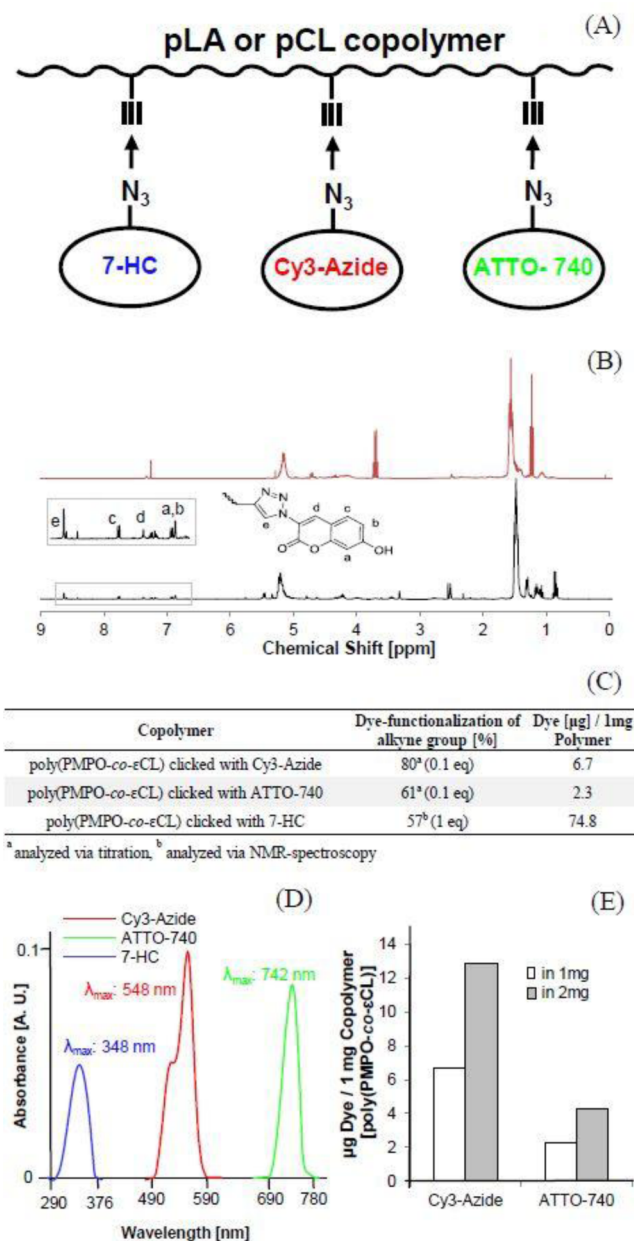 (A)
pLA or pCL copolymer
N3 N3 N3
7-HC Cy3-Azide ATTO- 740
(B)
e c d a,b
N N N
e d c b a
O O OH
9 8 7 6 5 4 3 2 1 0
Chemical Shift [ppm]
(C)
Copolymer Dye-functionalization of alkyne group [%] Dye [µg] / 1mg Polymer
poly(PMPO-co-εCL) clicked with Cy3-Azide 80a (0.1 eq) 6.7
poly(PMPO-co-εCL) clicked with ATTO-740 61a (0.1 eq) 2.3
poly(PMPO-co-εCL) clicked with 7-HC 57b (1 eq) 74.8
a analyzed via titration, b analyzed via NMR-spectroscopy
(D)
Cy3-Azide
ATTO-740
7-HC
0.1
λmax: 742 nm
λmax: 548 nm
λmax: 348 nm
Absorbance [A. U.]
0
290 376 490 590 690 780
Wavelength [nm]
(E)
in 1mg
in 2mg
µg Dye / 1 mg Copolymer
[poly(PMPO-co-εCL)]
14
12
10
8
6
4
2
0
Cy3-Azide ATTO-740